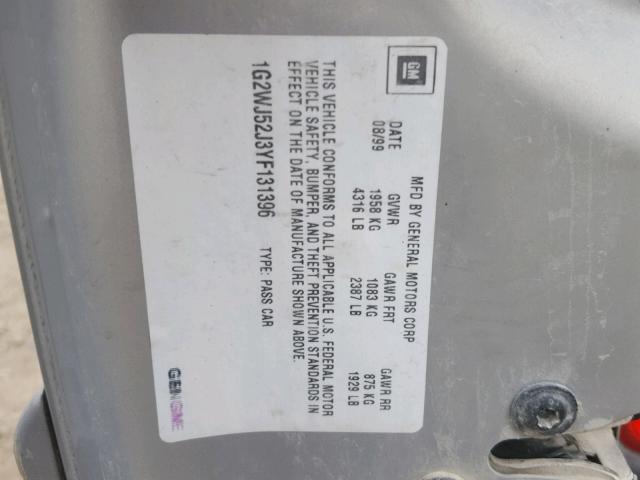 GM
MFD BY GENERAL MOTORS CORP
DATE GVWR GAWR FRT GAWR RR
08/99 1958 KG 1083 KG 875 KG
4316 LB 2387 LB 1929 LB
THIS VEHICLE CONFORMS TO ALL APPLICABLE U.S. FEDERAL MOTOR
VEHICLE SAFETY, BUMPER, AND THEFT PREVENTION STANDARDS IN
EFFECT ON THE DATE OF MANUFACTURE SHOWN ABOVE.
1G2WJ52J3YF131396 TYPE: PASS CAR
GENUINE